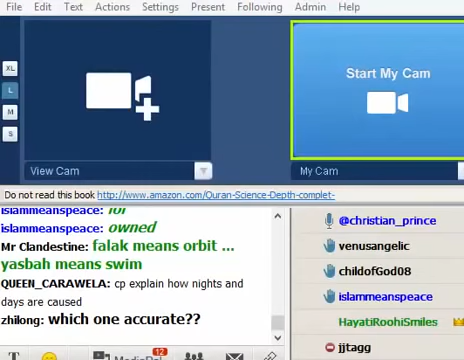 File Edit Text Actions Settings Present Following Admin Help
XL
L
M
S
Start My Cam
View Cam
My Cam
Do not read this book http://www.amazon.com/Quran-Science-Depth-complet-
islammeanspeace: lol
islammeanspeace: owned
Mr Clandestine: falak means orbit ...
yasbah means swim
QUEEN_CARAWELA: cp explain how nights and
days are caused
zhilong: which one accurate??
@christian_prince
venusangelic
childofGod08
islammeanspeace
HayatiRoohiSmiles
jjtagg
12